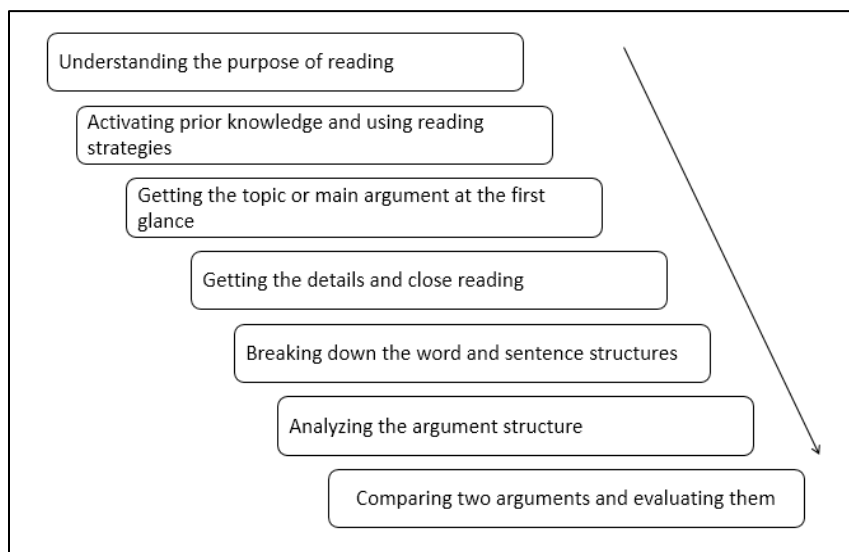 Understanding the purpose of reading
Activating prior knowledge and using reading
strategies
Getting the topic or main argument at the first
glance
Getting the details and close reading
Breaking down the word and sentence structures
Analyzing the argument structure
Comparing two arguments and evaluating them